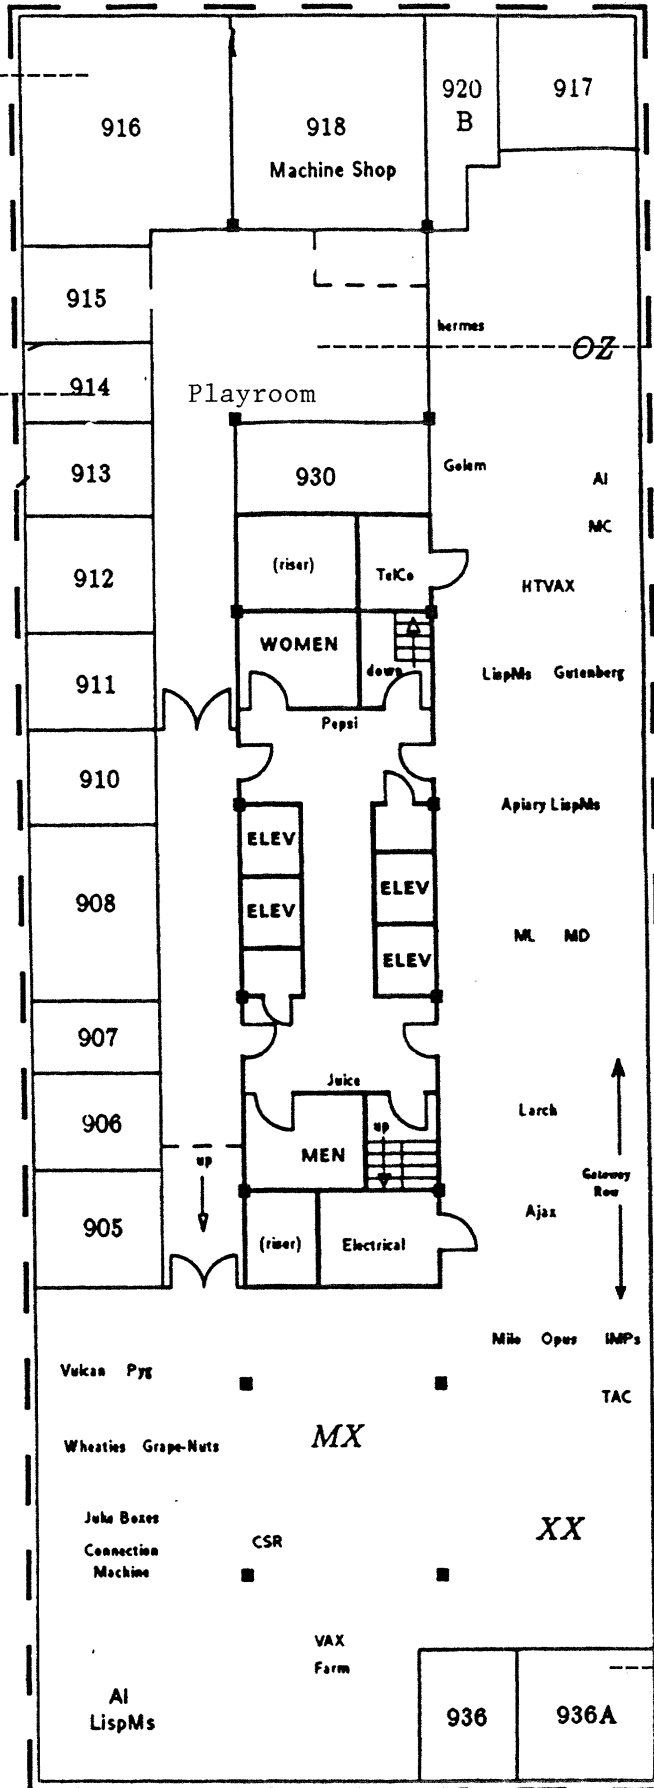 916
918
Machine Shop
920
B
917
915
hermes
OZ
914
Playroom
913
930
Golem
AI
MC
912
(riser)
TelCo
HTVAX
WOMEN
down
911
LispMs Gutenberg
Pepsi
910
Apiary LispMs
ELEV
908
ELEV
ELEV
ML MD
ELEV
907
Juice
906
Larch
up
MEN
up
Gateway
Row
905
Ajax
(riser)
Electrical
Milo Opus IMPs
Vulcan Pyg
TAC
Wheaties Grape-Nuts
MX
Juke Boxes
XX
Connection
Machine
CSR
VAX
Farm
AI
LispMs
936
936A